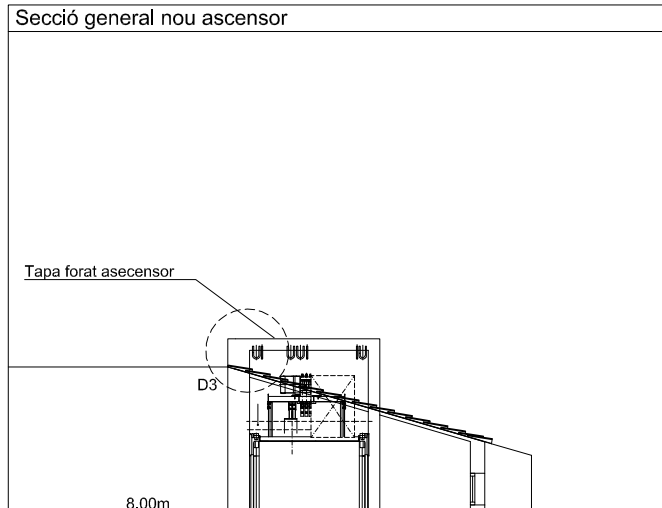 Secció general nou ascensor
Tapa forat asecensor
D3
8.00m